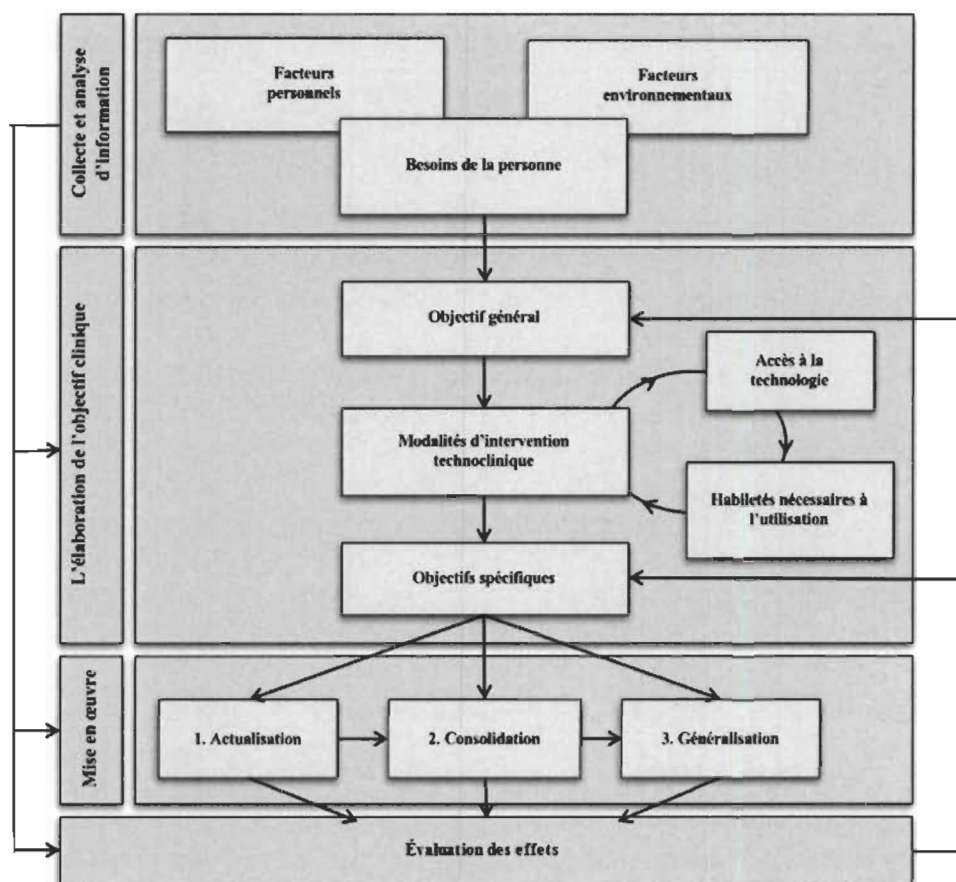 Collecte et analyse
d'information
Facteurs
personnels
Facteurs
environnementaux
Besoins de la personne
L'élaboration de l'objectif clinique
Objectif général
Accès à la
technologie
Modalités d'intervention
technoclinique
Habiletés nécessaires à
l'utilisation
Objectifs spécifiques
Mise en œuvre
1. Actualisation
2. Consolidation
3. Généralisation
Évaluation des effets